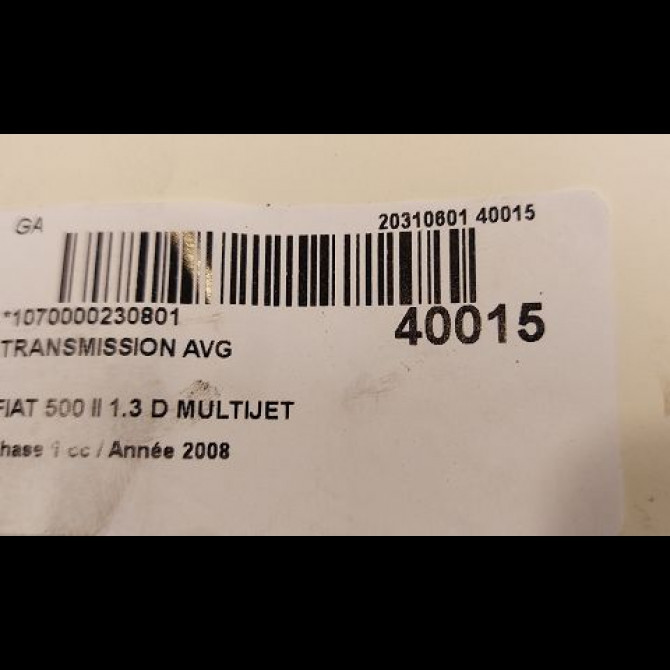 GA
20310601 40015
*1070000230801
40015
TRANSMISSION AVG
FIAT 500 II 1.3 D MULTIJET
hase 1 cc / Année 2008